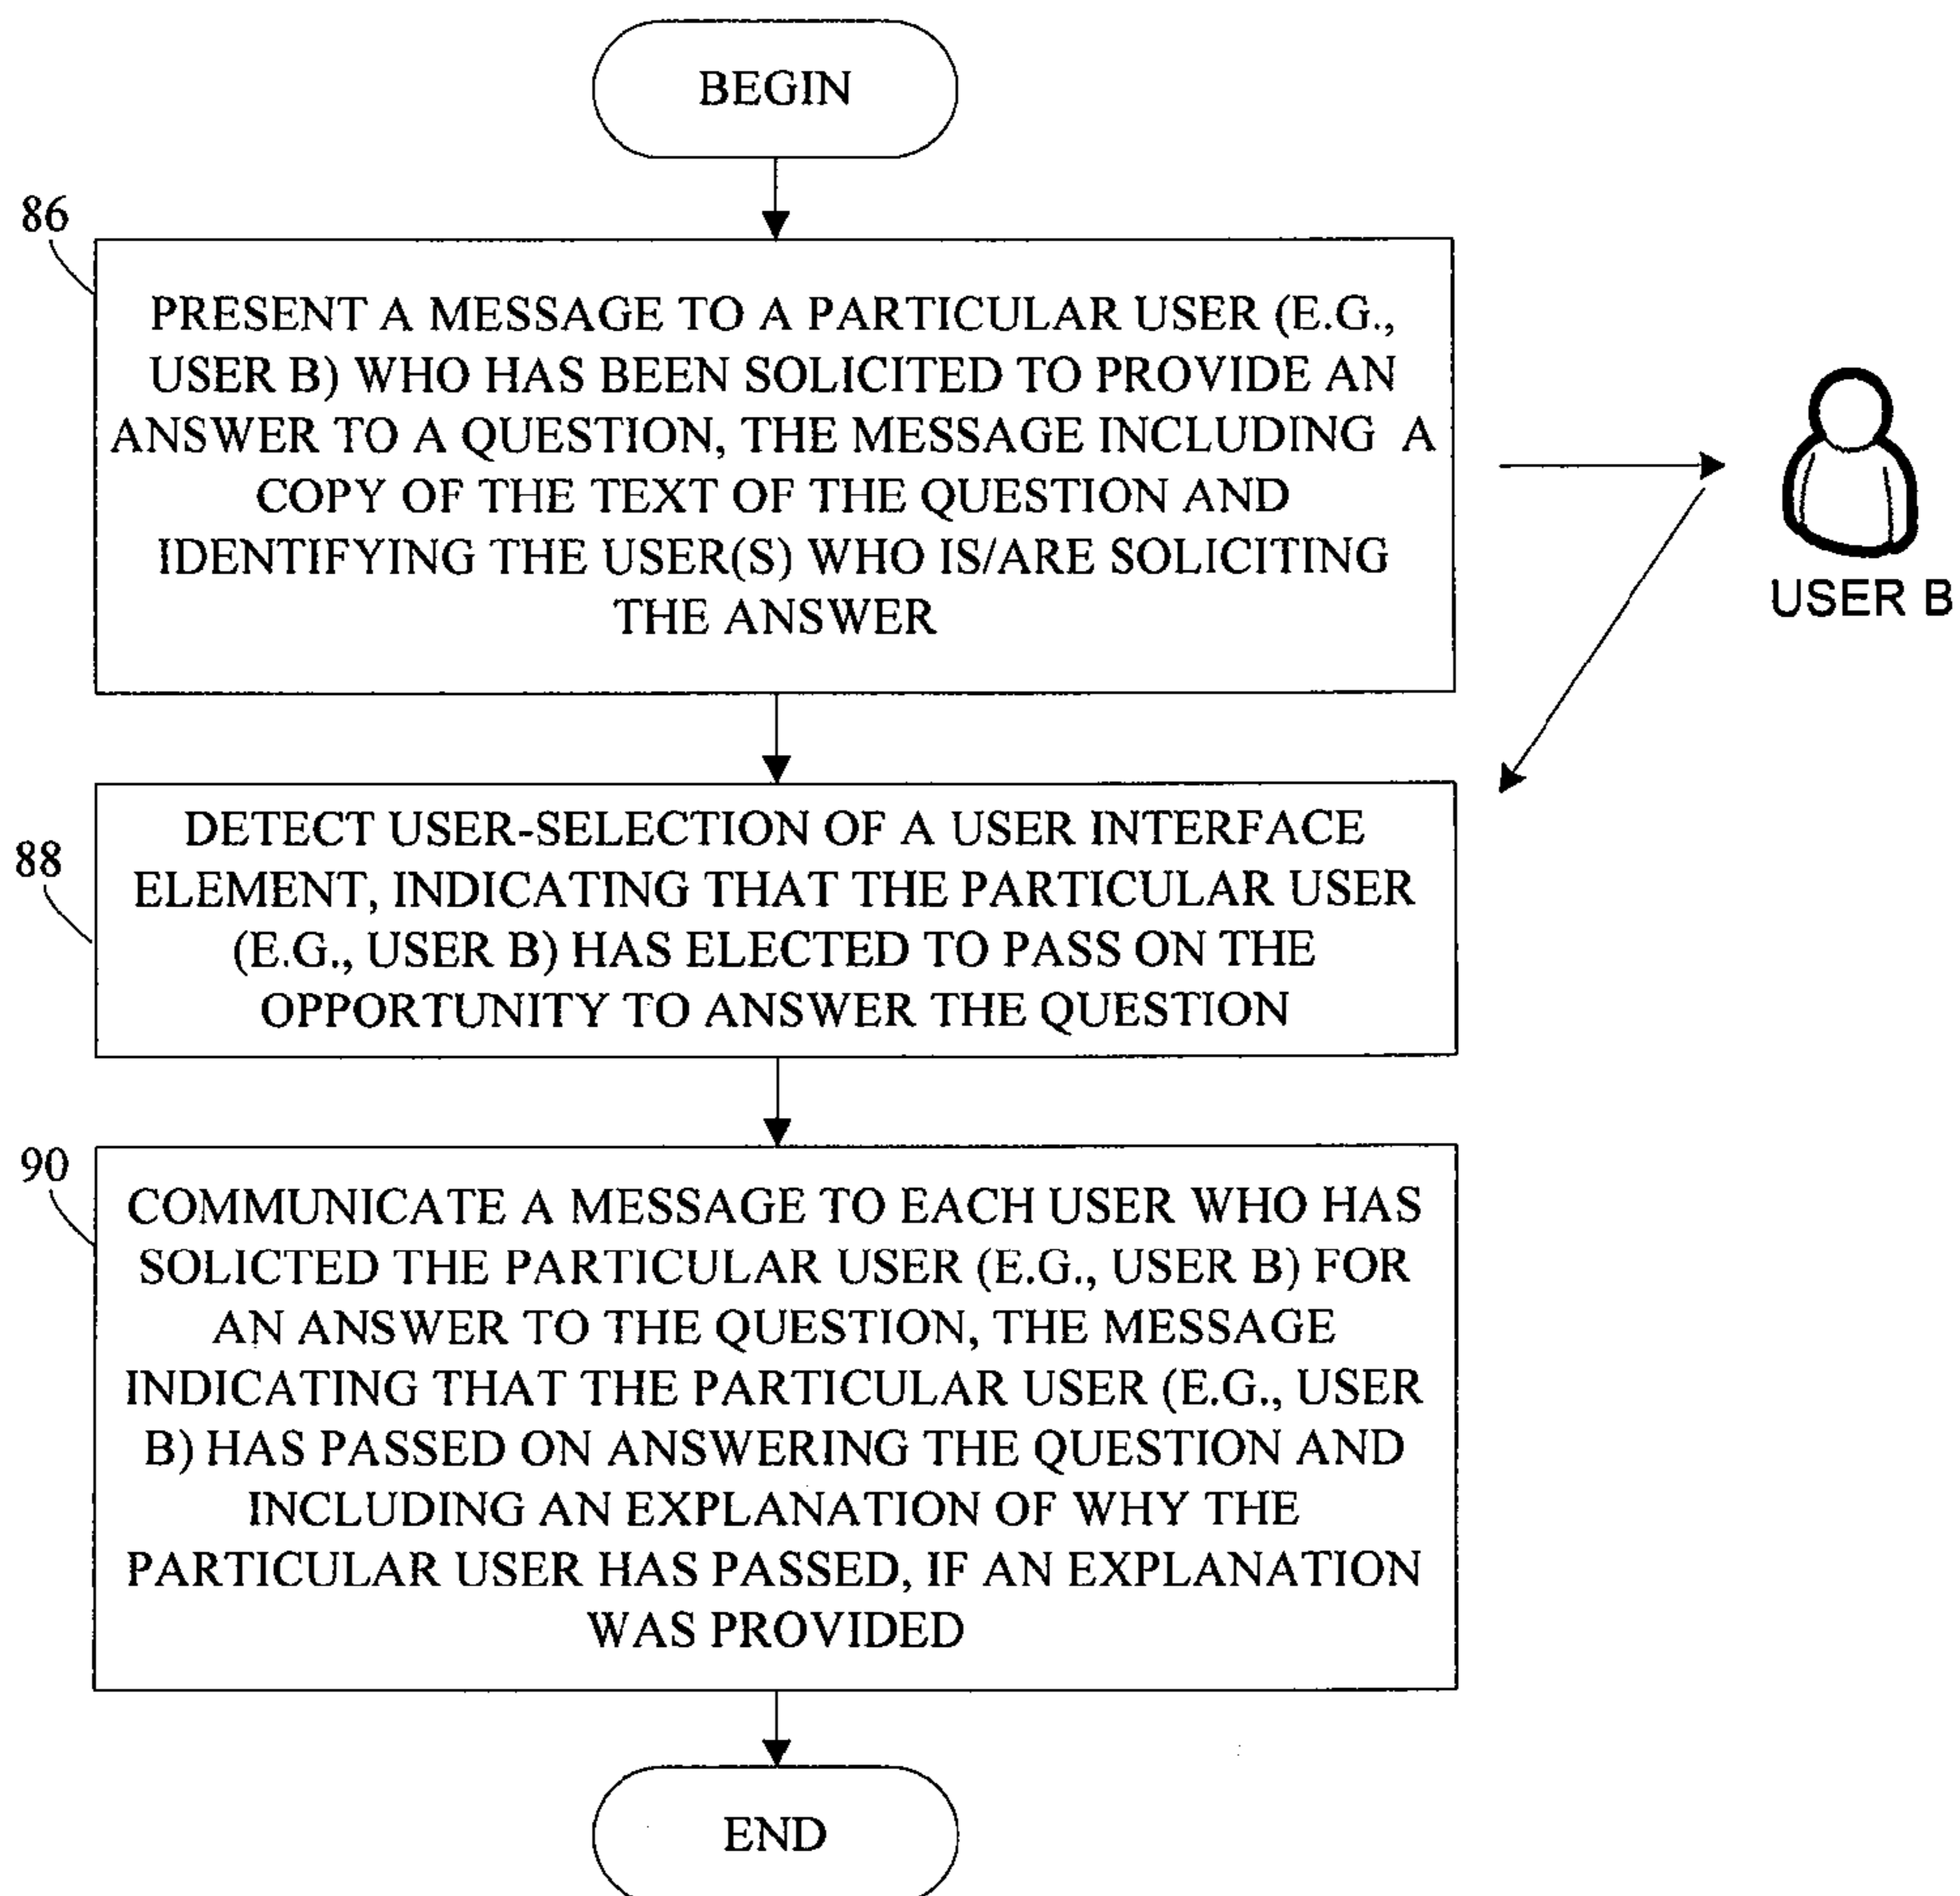 BEGIN
86
PRESENT A MESSAGE TO A PARTICULAR USER (E.G.,
USER B) WHO HAS BEEN SOLICITED TO PROVIDE AN
ANSWER TO A QUESTION, THE MESSAGE INCLUDING A
COPY OF THE TEXT OF THE QUESTION AND
IDENTIFYING THE USER(S) WHO IS/ARE SOLICITING
THE ANSWER
USER B
88
DETECT USER-SELECTION OF A USER INTERFACE
ELEMENT, INDICATING THAT THE PARTICULAR USER
(E.G., USER B) HAS ELECTED TO PASS ON THE
OPPORTUNITY TO ANSWER THE QUESTION
90
COMMUNICATE A MESSAGE TO EACH USER WHO HAS
SOLICTED THE PARTICULAR USER (E.G., USER B) FOR
AN ANSWER TO THE QUESTION, THE MESSAGE
INDICATING THAT THE PARTICULAR USER (E.G., USER
B) HAS PASSED ON ANSWERING THE QUESTION AND
INCLUDING AN EXPLANATION OF WHY THE
PARTICULAR USER HAS PASSED, IF AN EXPLANATION
WAS PROVIDED
END